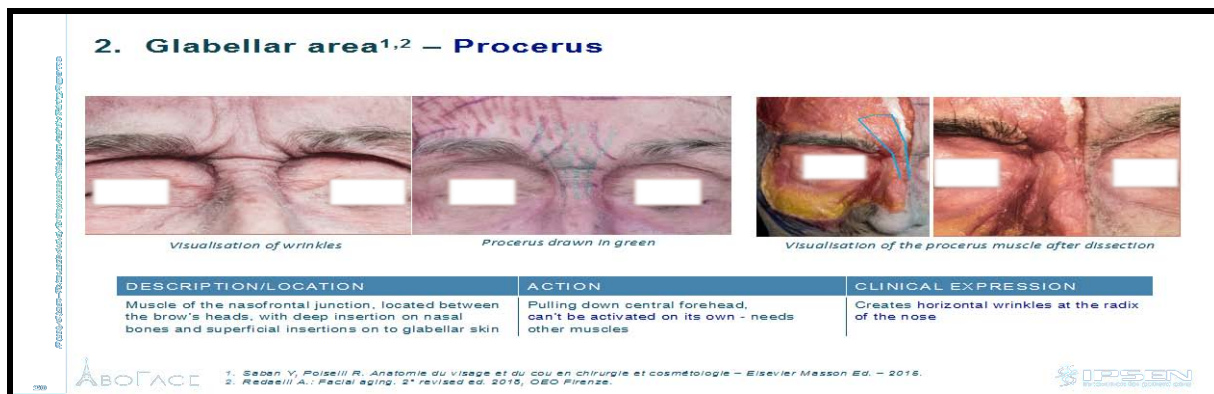 2. Glabellar area1,2 – Procerus
Visualisation of wrinkles
Procerus drawn in green
Visualisation of the procerus muscle after dissection
DESCRIPTION/LOCATION
ACTION
CLINICAL EXPRESSION
Muscle of the nasofrontal junction, located between
the brow's heads, with deep insertion on nasal
bones and superficial insertions on to glabellar skin
Pulling down central forehead,
can't be activated on its own - needs
other muscles
Creates horizontal wrinkles at the radix
of the nose
ABOFACE
1. Saban Y, Polselli R. Anatomie du visage et du cou en chirurgie et cosmétologie – Elsevier Masson Ed. – 2016.
2. Redaelli A.: Facial aging. 2° revised ed. 2016, OEO Firenze.
IPSEN